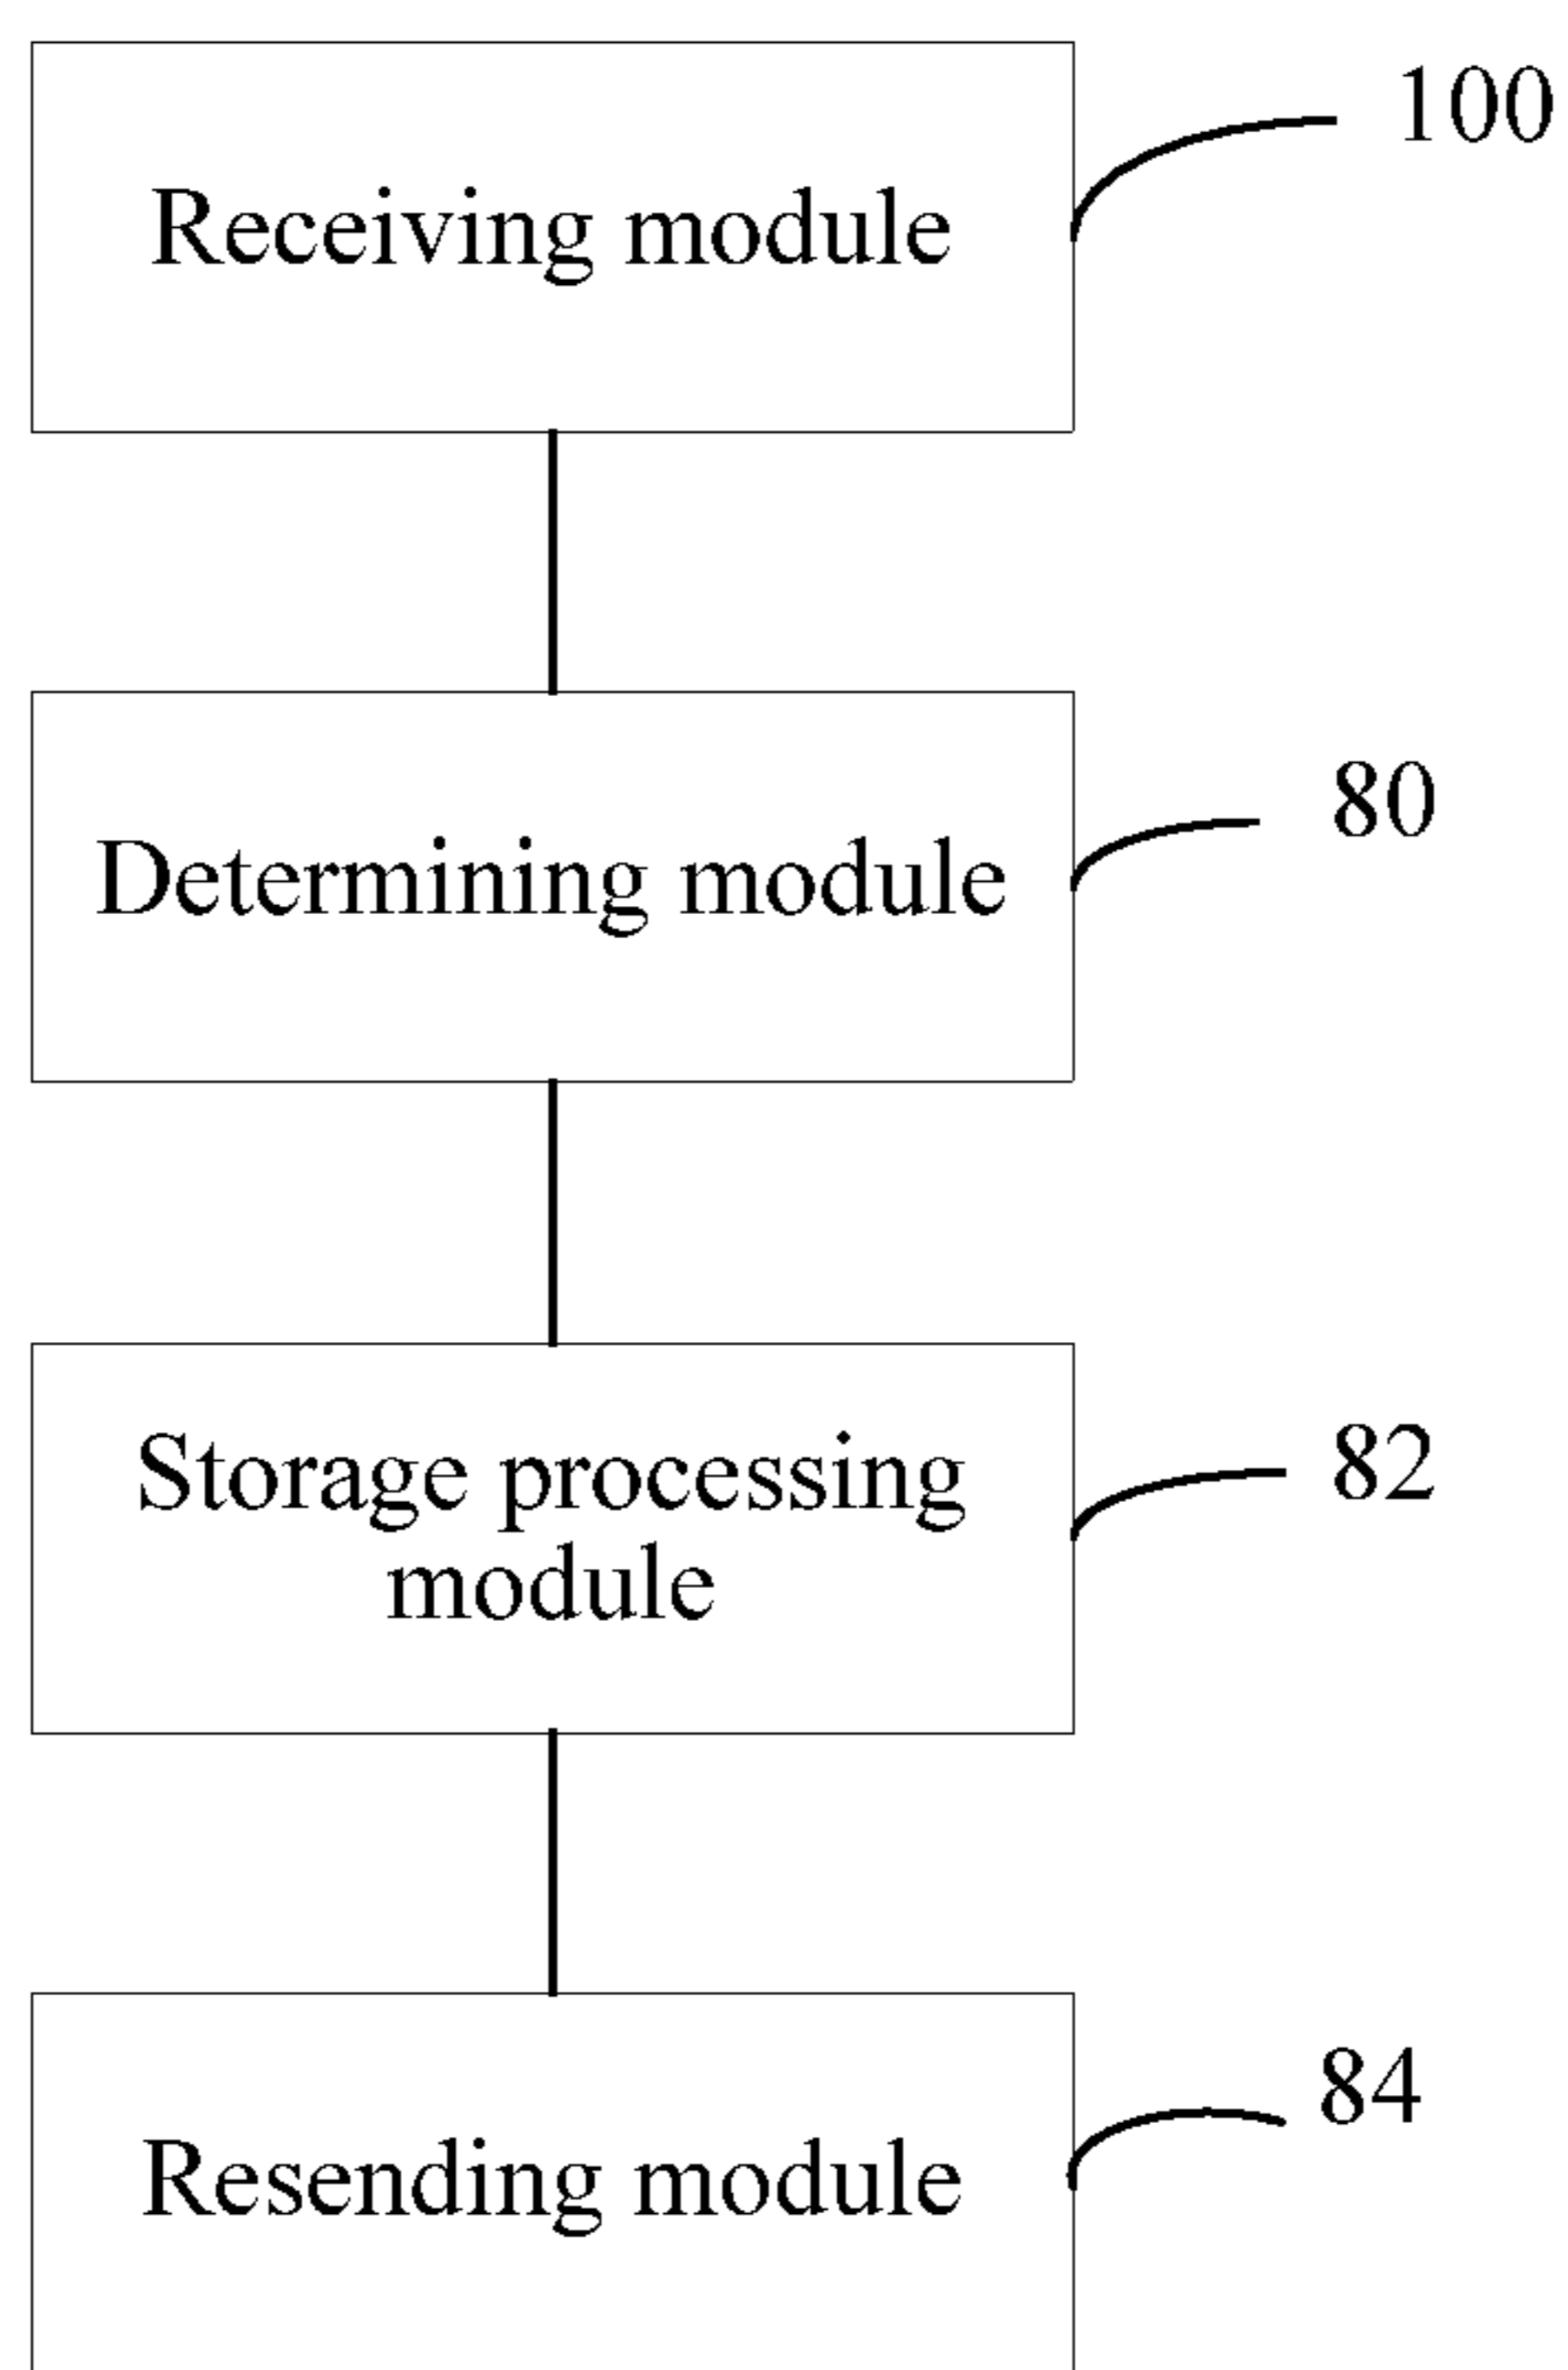 Receiving module
100
Determining module
80
Storage processing
module
82
Resending module
84